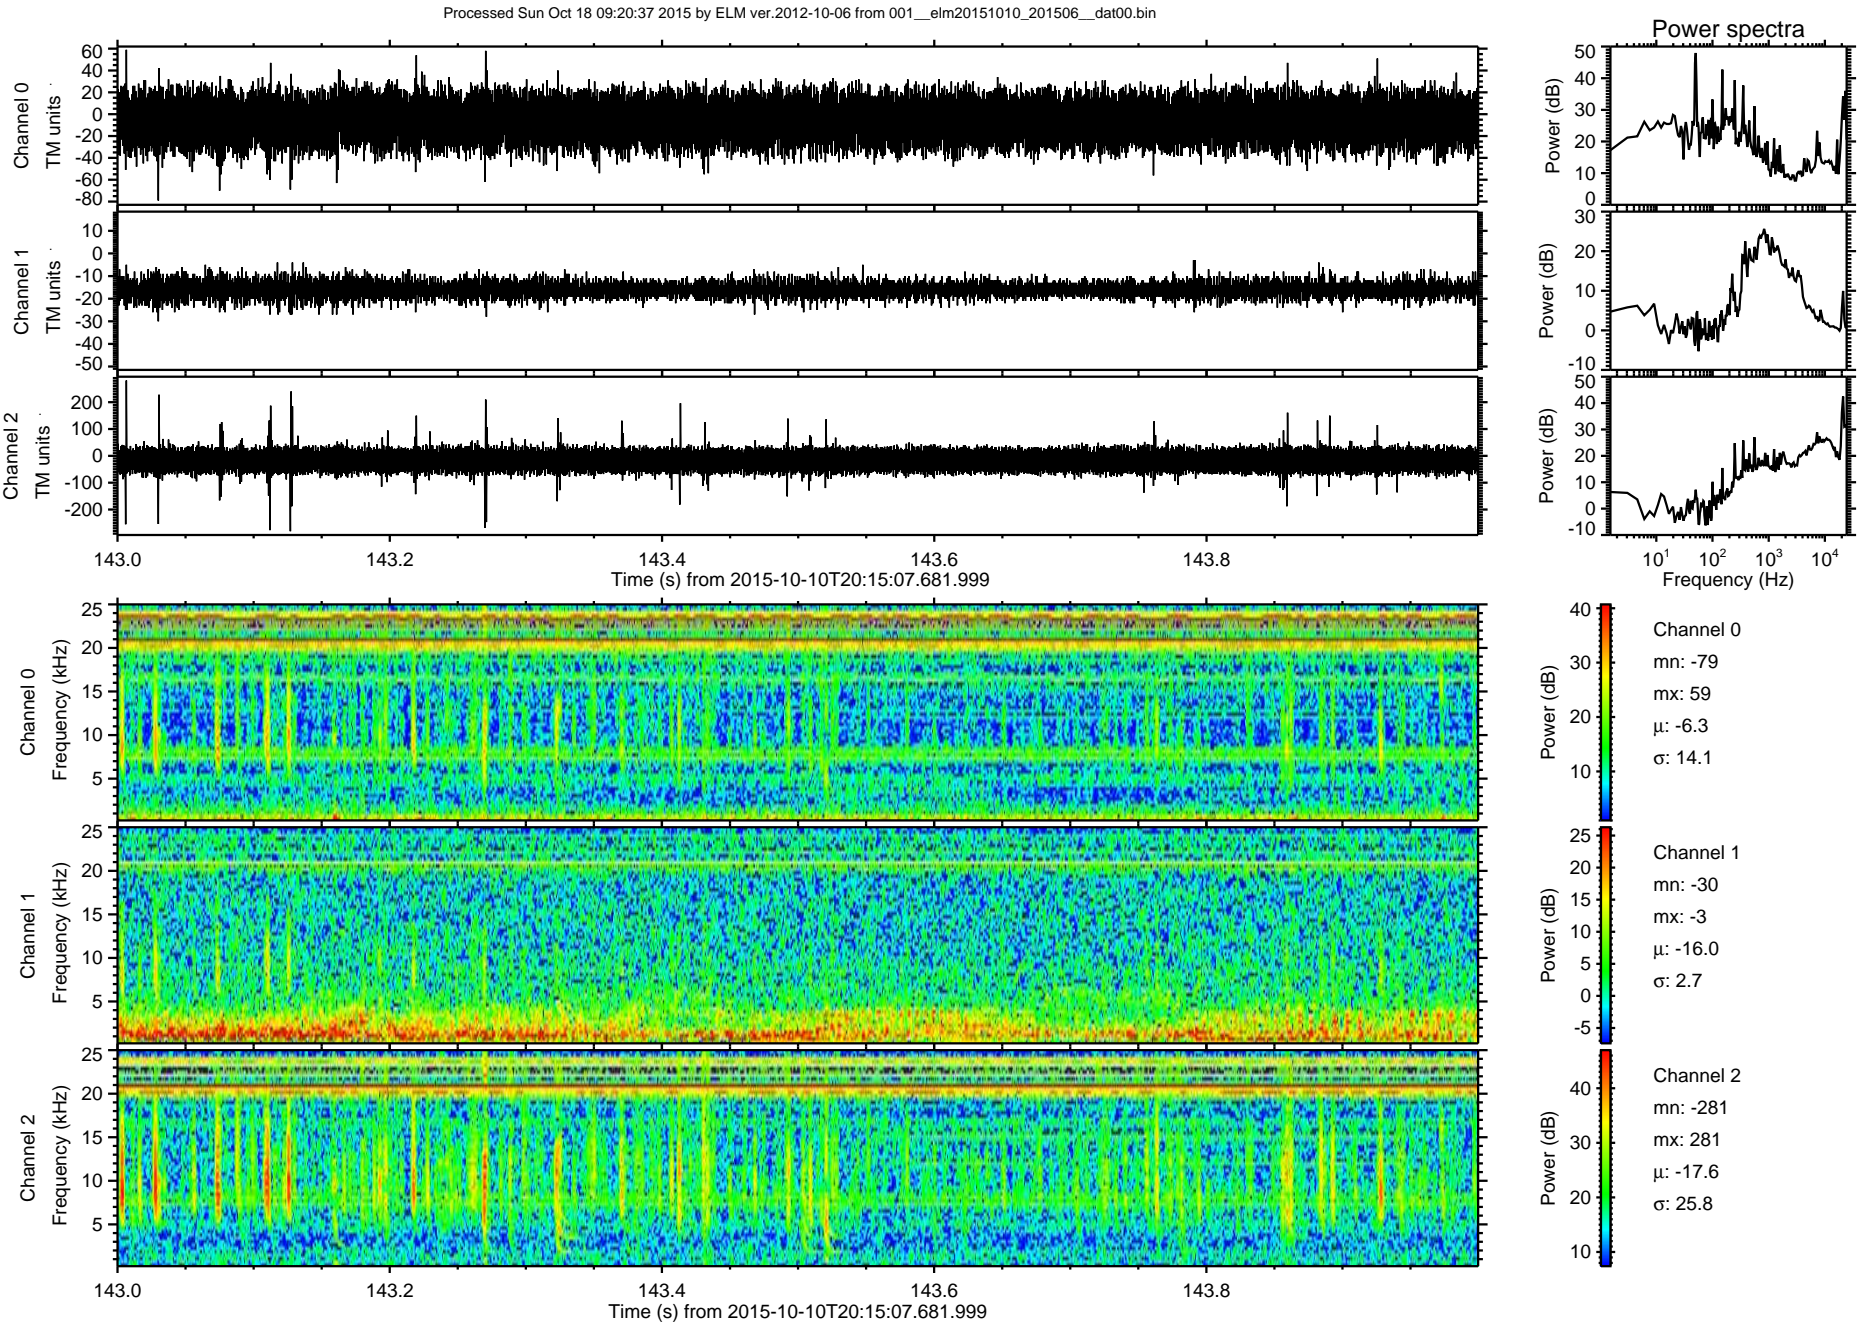 Processed Sun Oct 18 09:20:37 2015 by ELM ver.2012-10-06 from 001__elm20151010_201506__dat00.bin
Power spectra
Channel 0
TM units
60
40
20
0
-20
-40
-60
-80
Power (dB)
50
40
30
20
10
0
Channel 1
TM units
10
0
-10
-20
-30
-40
-50
Power (dB)
30
20
10
0
-10
Channel 2
TM units
200
100
0
-100
-200
Power (dB)
50
40
30
20
10
0
-10
143.0 143.2 143.4 143.6 143.8
Time (s) from 2015-10-10T20:15:07.681.999
10^1 10^2 10^3 10^4
Frequency (Hz)
Channel 0
Frequency (kHz)
25
20
15
10
5
Power (dB)
40
30
20
10
Channel 0
mn: -79
mx: 59
µ: -6.3
σ: 14.1
Channel 1
Frequency (kHz)
25
20
15
10
5
Power (dB)
25
20
15
10
5
0
-5
Channel 1
mn: -30
mx: -3
µ: -16.0
σ: 2.7
Channel 2
Frequency (kHz)
25
20
15
10
5
Power (dB)
40
30
20
10
Channel 2
mn: -281
mx: 281
µ: -17.6
σ: 25.8
143.0 143.2 143.4 143.6 143.8
Time (s) from 2015-10-10T20:15:07.681.999